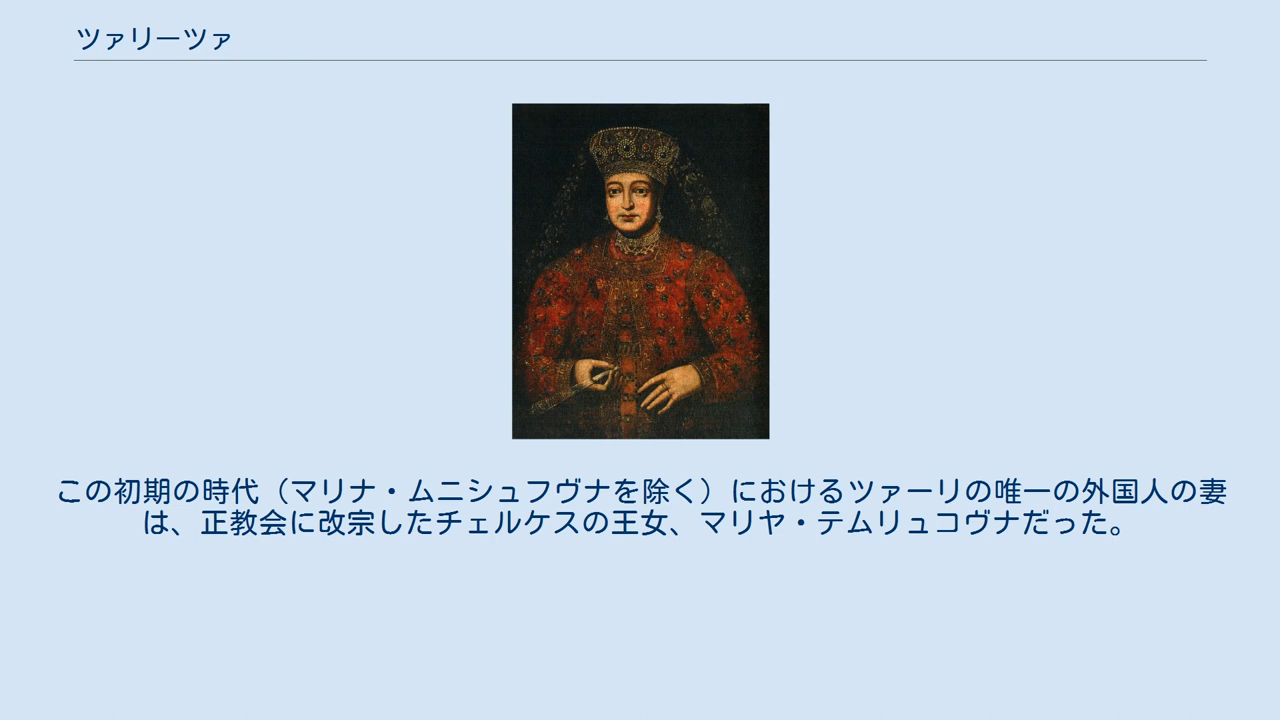 ツァリーツァ
この初期の時代（マリナ・ムニシュフヴナを除く）におけるツァーリの唯一の外国人の妻
は、正教会に改宗したチェルケスの王女、マリヤ・テムリュコヴナだった。